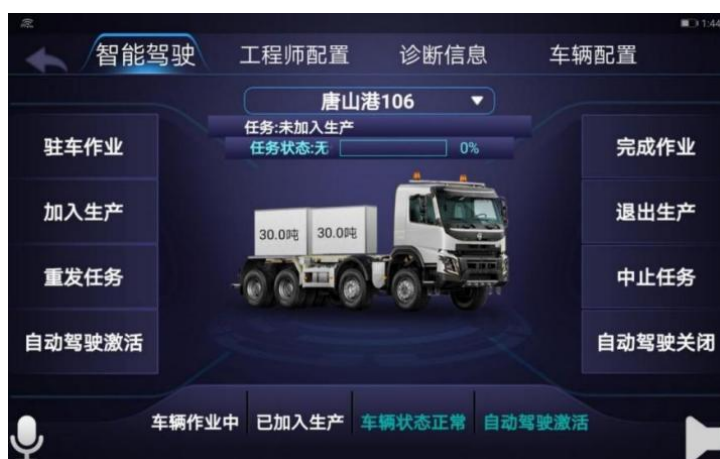 1:44
智能驾驶 工程师配置 诊断信息 车辆配置
唐山港106
任务:未加入生产
任务状态:无 0%
驻车作业
完成作业
加入生产
退出生产
30.0吨 30.0吨
重发任务
中止任务
自动驾驶激活
自动驾驶关闭
车辆作业中 已加入生产 车辆状态正常 自动驾驶激活